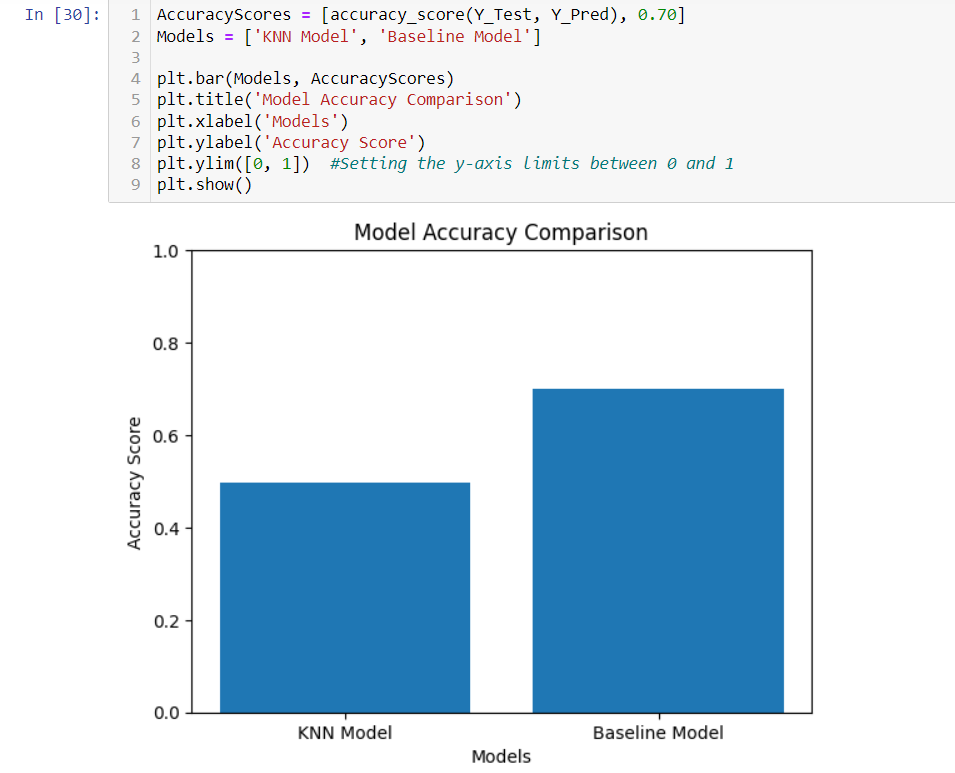 In [30]:
1 AccuracyScores = [accuracy_score(Y_Test, Y_Pred), 0.70]
2 Models = ['KNN Model', 'Baseline Model']
3
4 plt.bar(Models, AccuracyScores)
5 plt.title('Model Accuracy Comparison')
6 plt.xlabel('Models')
7 plt.ylabel('Accuracy Score')
8 plt.ylim([0, 1])  #Setting the y-axis limits between 0 and 1
9 plt.show()
Model Accuracy Comparison
1.0
0.8
0.6
0.4
0.2
0.0
Accuracy Score
KNN Model Baseline Model
Models